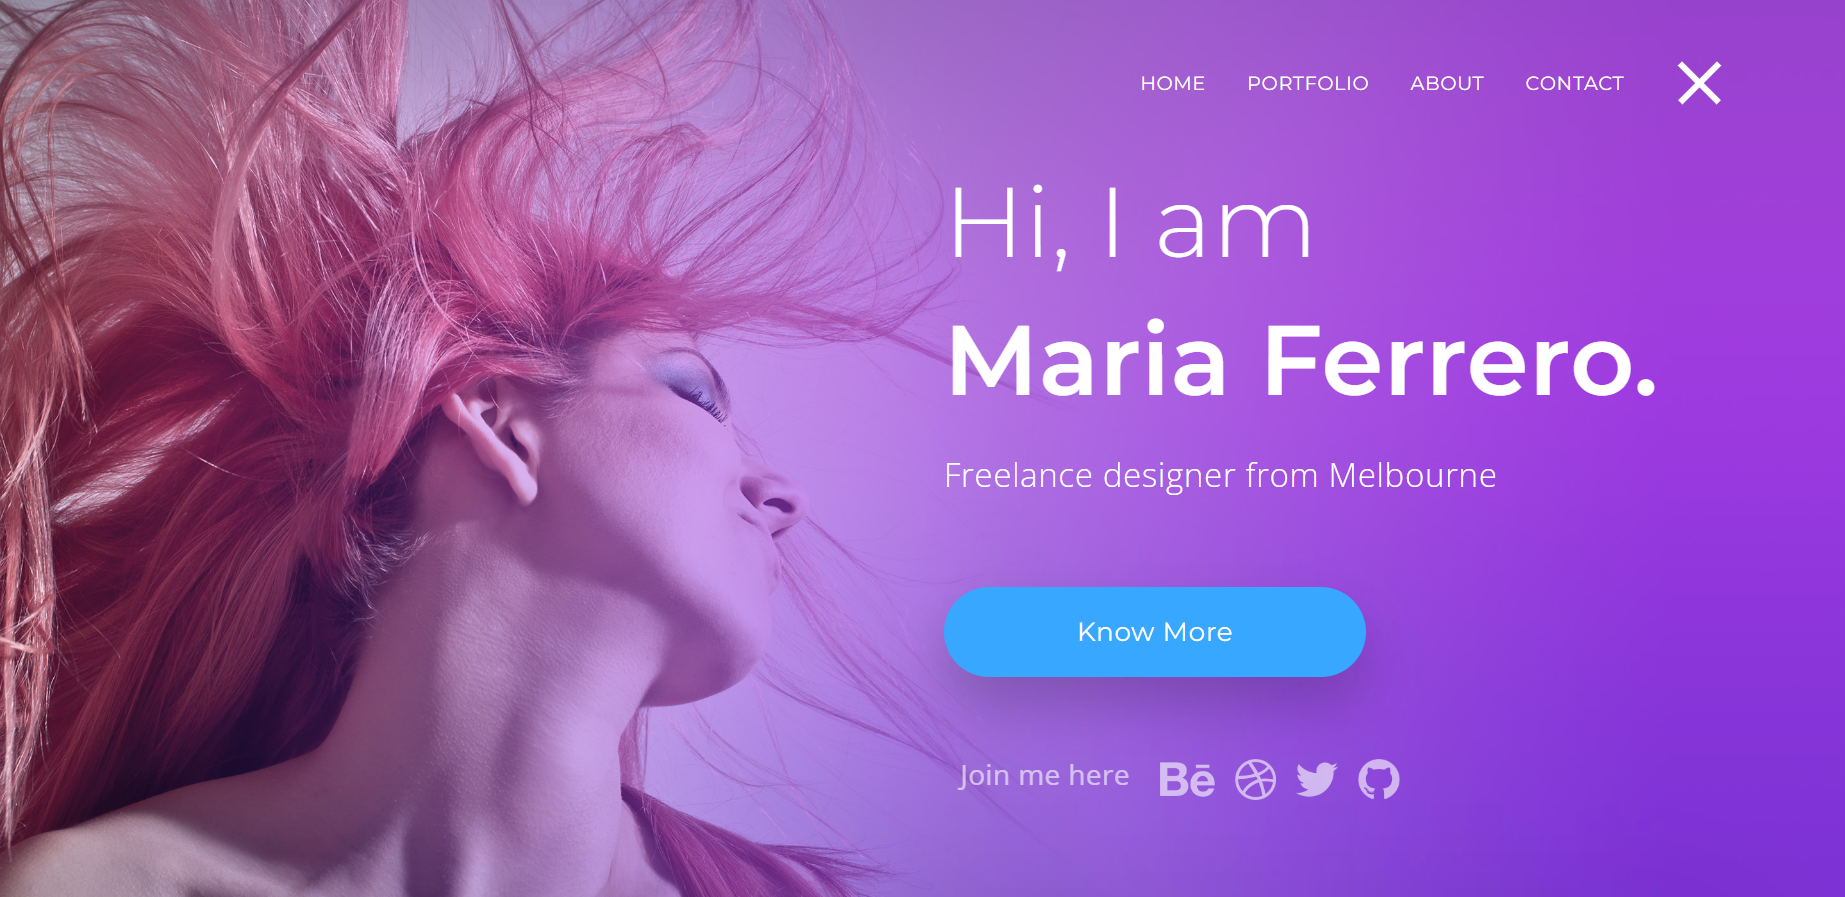 HOME PORTFOLIO ABOUT CONTACT
Hi, I am
Maria Ferrero.
Freelance designer from Melbourne
Know More
Join me here Bē